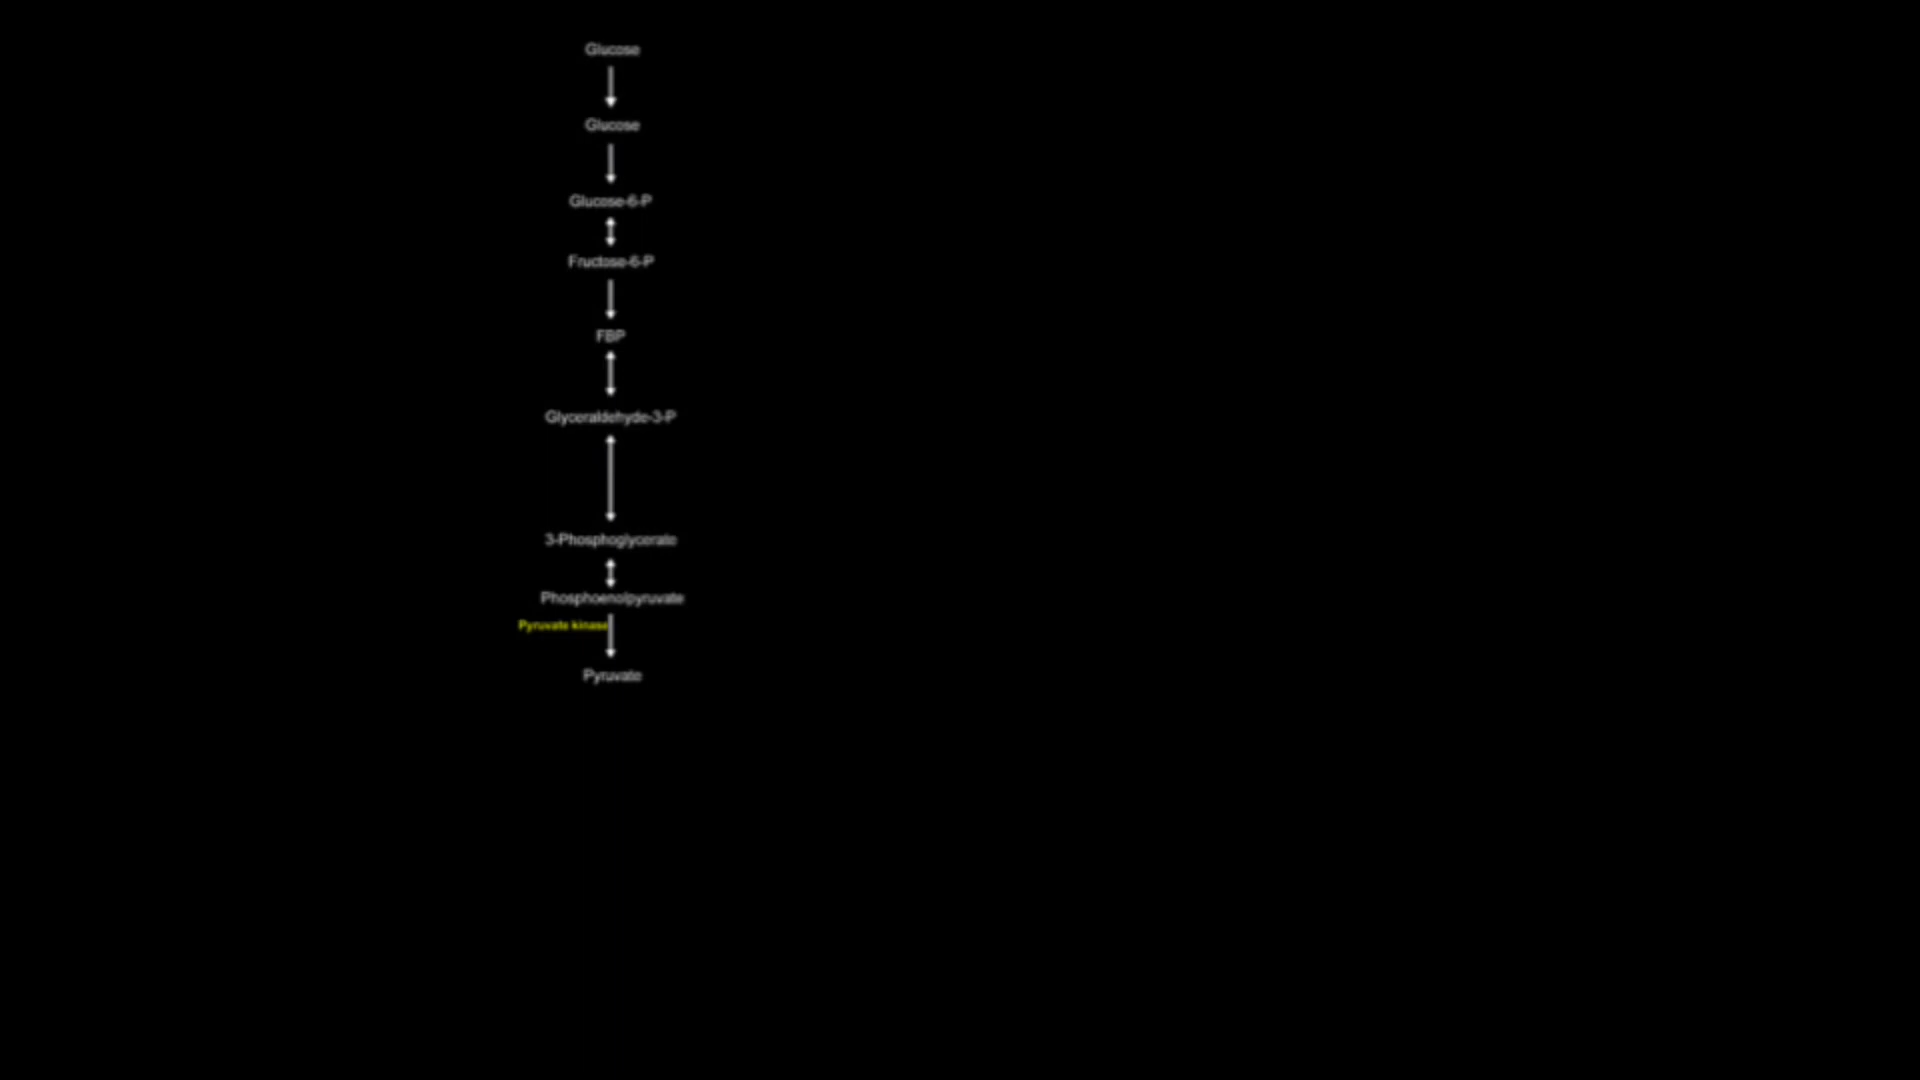 Glucose
Glucose
Glucose-6-P
Fructose-6-P
FBP
Glyceraldehyde-3-P
3-Phosphoglycerate
Phosphoenolpyruvate
Pyruvate kinase
Pyruvate